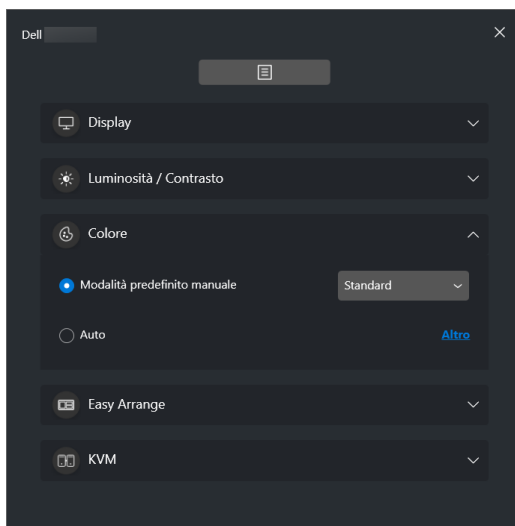 Dell
Display
Luminosità / Contrasto
Colore
Modalità predefinito manuale Standard
Auto Altro
Easy Arrange
KVM